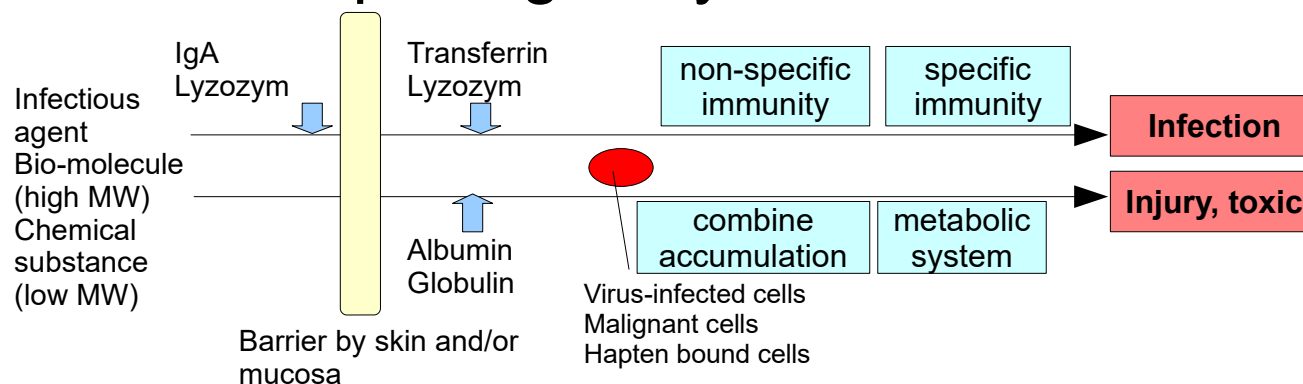 IgA
Lyzozym
Transferrin
Lyzozym
non-specific
immunity
specific
immunity
Infectious
agent
Bio-molecule
(high MW)
Chemical
substance
(low MW)
Infection
Injury, toxic
Albumin
Globulin
combine
accumulation
metabolic
system
Virus-infected cells
Malignant cells
Hapten bound cells
Barrier by skin and/or
mucosa